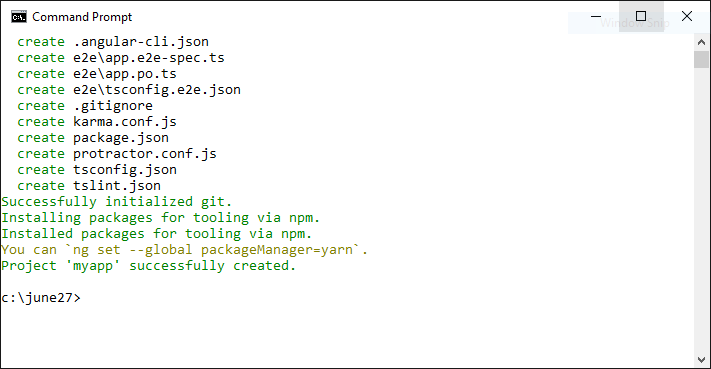 Command Prompt
Window Snip
create .angular-cli.json
create e2e\app.e2e-spec.ts
create e2e\app.po.ts
create e2e\tsconfig.e2e.json
create .gitignore
create karma.conf.js
create package.json
create protractor.conf.js
create tsconfig.json
create tslint.json
Successfully initialized git.
Installing packages for tooling via npm.
Installed packages for tooling via npm.
You can `ng set --global packageManager=yarn`.
Project 'myapp' successfully created.
c:\june27>